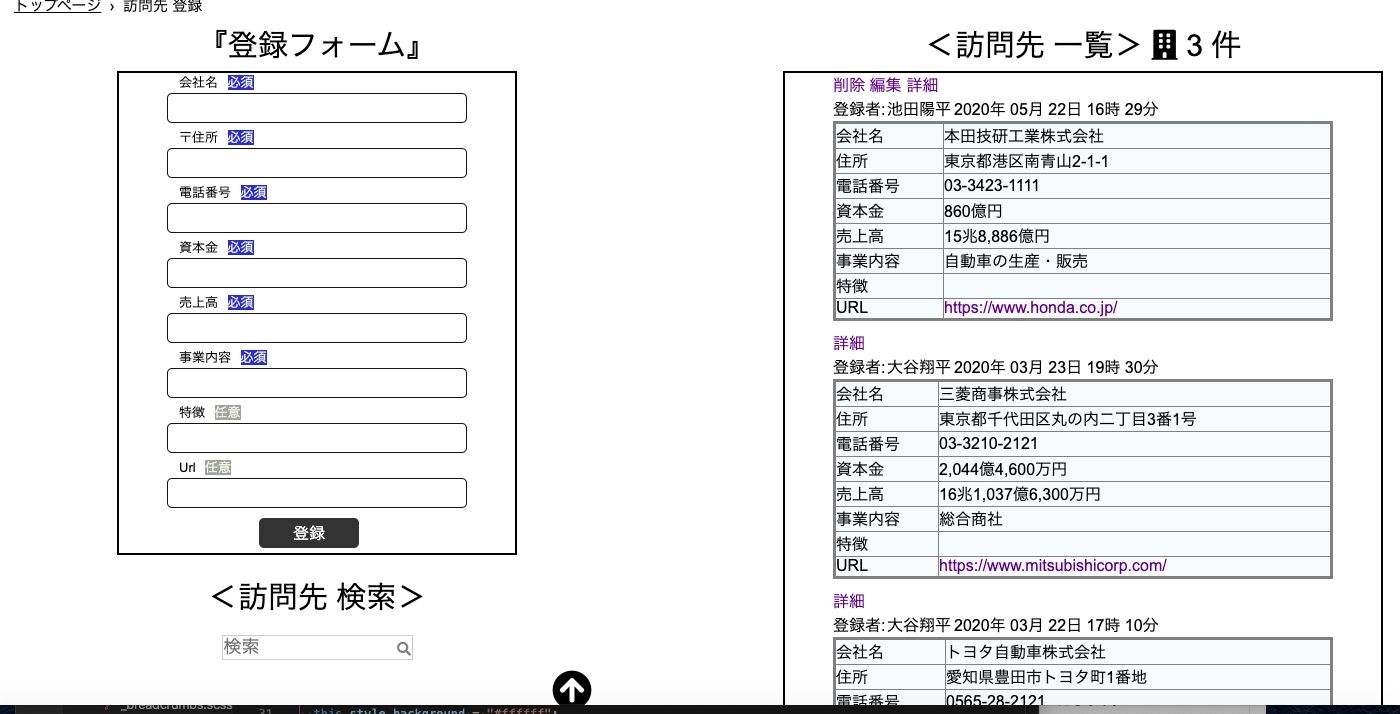 トップページ › 訪問先 登録
『登録フォーム』
会社名 必須
〒住所 必須
電話番号 必須
資本金 必須
売上高 必須
事業内容 必須
特徴 任意
Url 任意
登録
＜訪問先 検索＞
検索
＜訪問先 一覧＞ 3 件
削除 編集 詳細
登録者:池田陽平 2020年 05月 22日 16時 29分
会社名 本田技研工業株式会社
住所 東京都港区南青山2-1-1
電話番号 03-3423-1111
資本金 860億円
売上高 15兆8,886億円
事業内容 自動車の生産・販売
特徴
URL https://www.honda.co.jp/
詳細
登録者:大谷翔平 2020年 03月 23日 19時 30分
会社名 三菱商事株式会社
住所 東京都千代田区丸の内二丁目3番1号
電話番号 03-3210-2121
資本金 2,044億4,600万円
売上高 16兆1,037億6,300万円
事業内容 総合商社
特徴
URL https://www.mitsubishicorp.com/
詳細
登録者:大谷翔平 2020年 03月 22日 17時 10分
会社名 トヨタ自動車株式会社
住所 愛知県豊田市トヨタ町1番地
電話番号 0565-28-2121
_breadcrumbs.scss 31 this.style.background = "#ffffff";